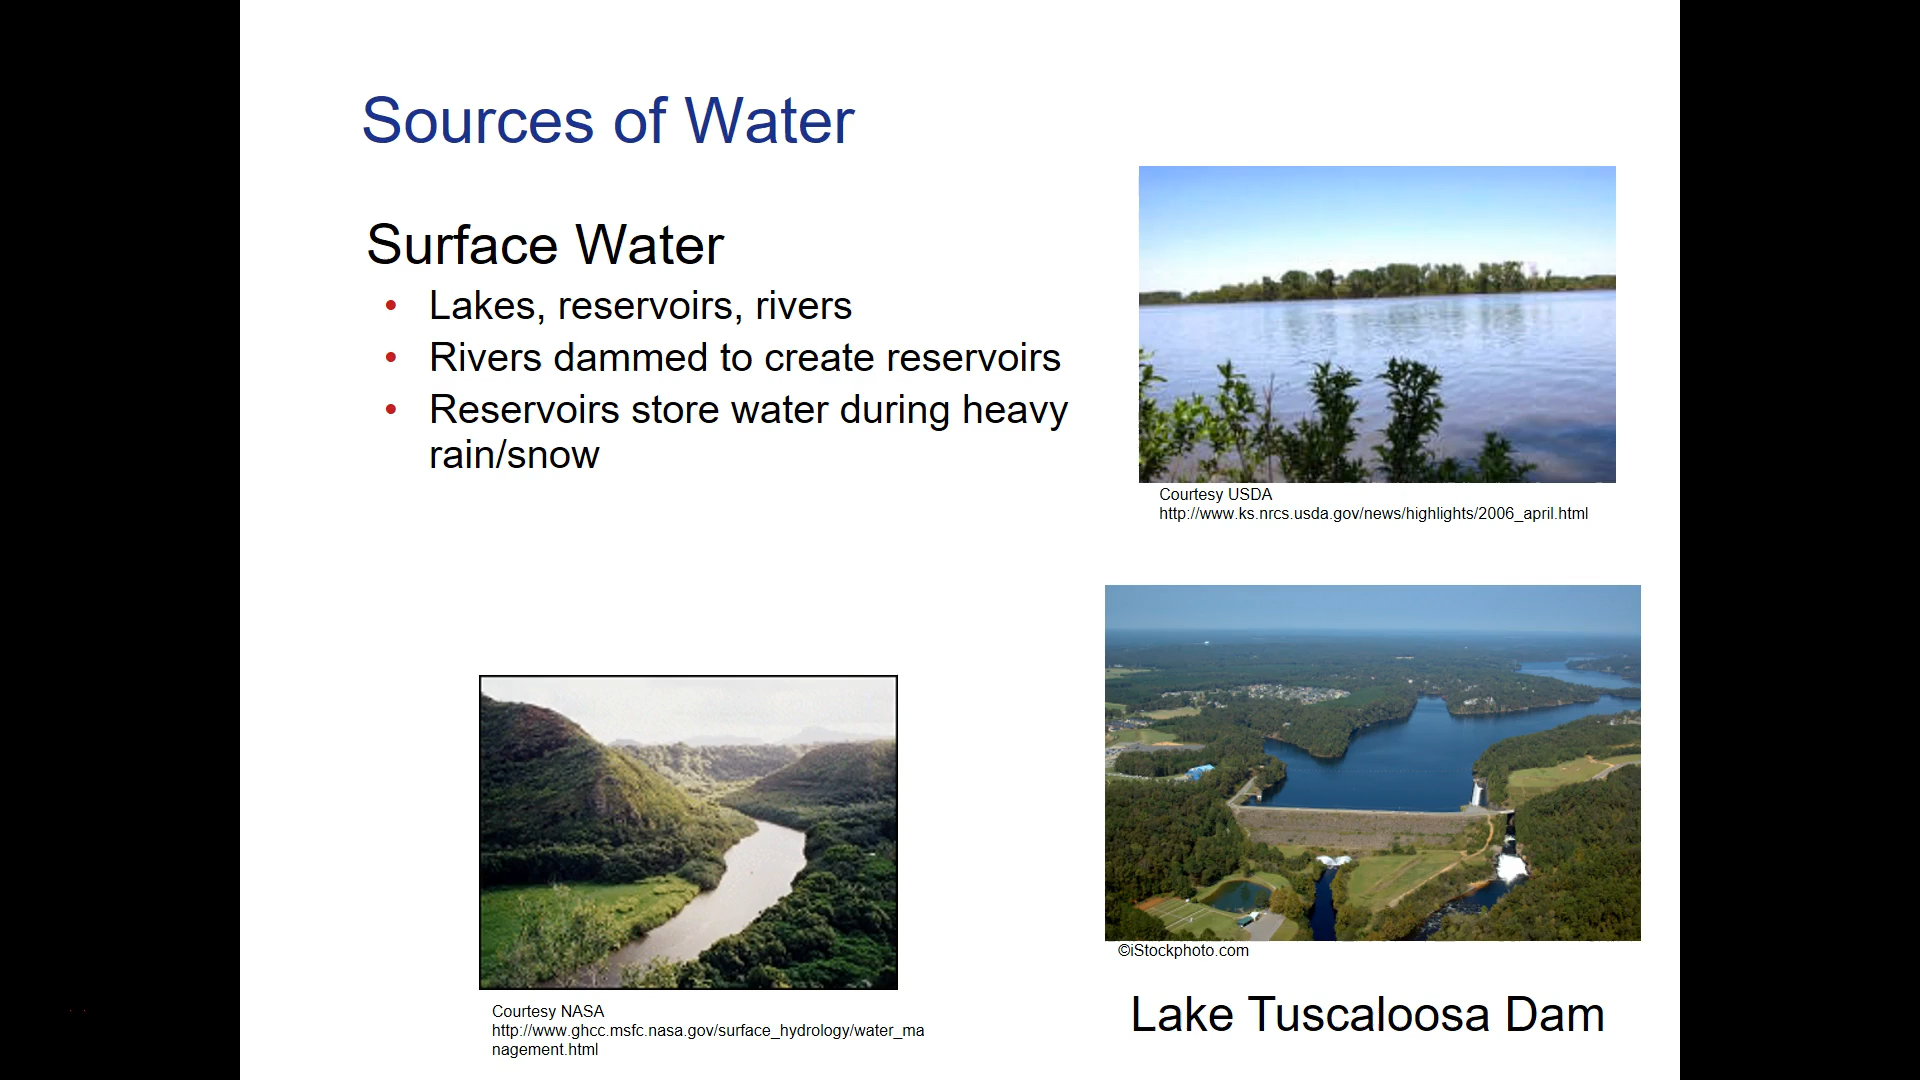 Sources of Water
Surface Water
• Lakes, reservoirs, rivers
• Rivers dammed to create reservoirs
• Reservoirs store water during heavy
rain/snow
Courtesy USDA
http://www.ks.nrcs.usda.gov/news/highlights/2006_april.html
Courtesy NASA
http://www.ghcc.msfc.nasa.gov/surface_hydrology/water_ma
nagement.html
©iStockphoto.com
Lake Tuscaloosa Dam